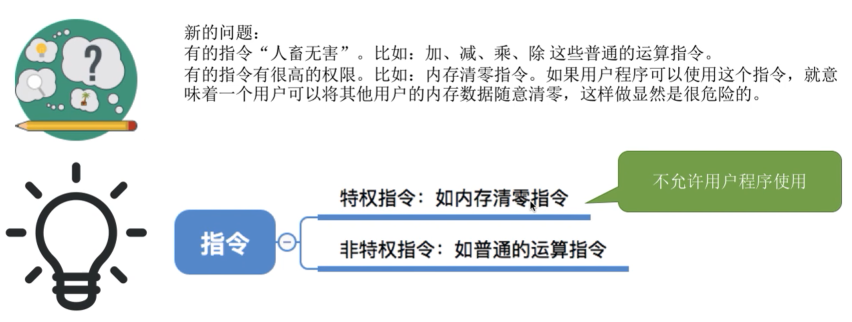 新的问题：
有的指令“人畜无害”。比如：加、减、乘、除 这些普通的运算指令。
有的指令有很高的权限。比如：内存清零指令。如果用户程序可以使用这个指令，就意
味着一个用户可以将其他用户的内存数据随意清零，这样做显然是很危险的。
不允许用户程序使用
特权指令：如内存清零指令
指令
非特权指令：如普通的运算指令